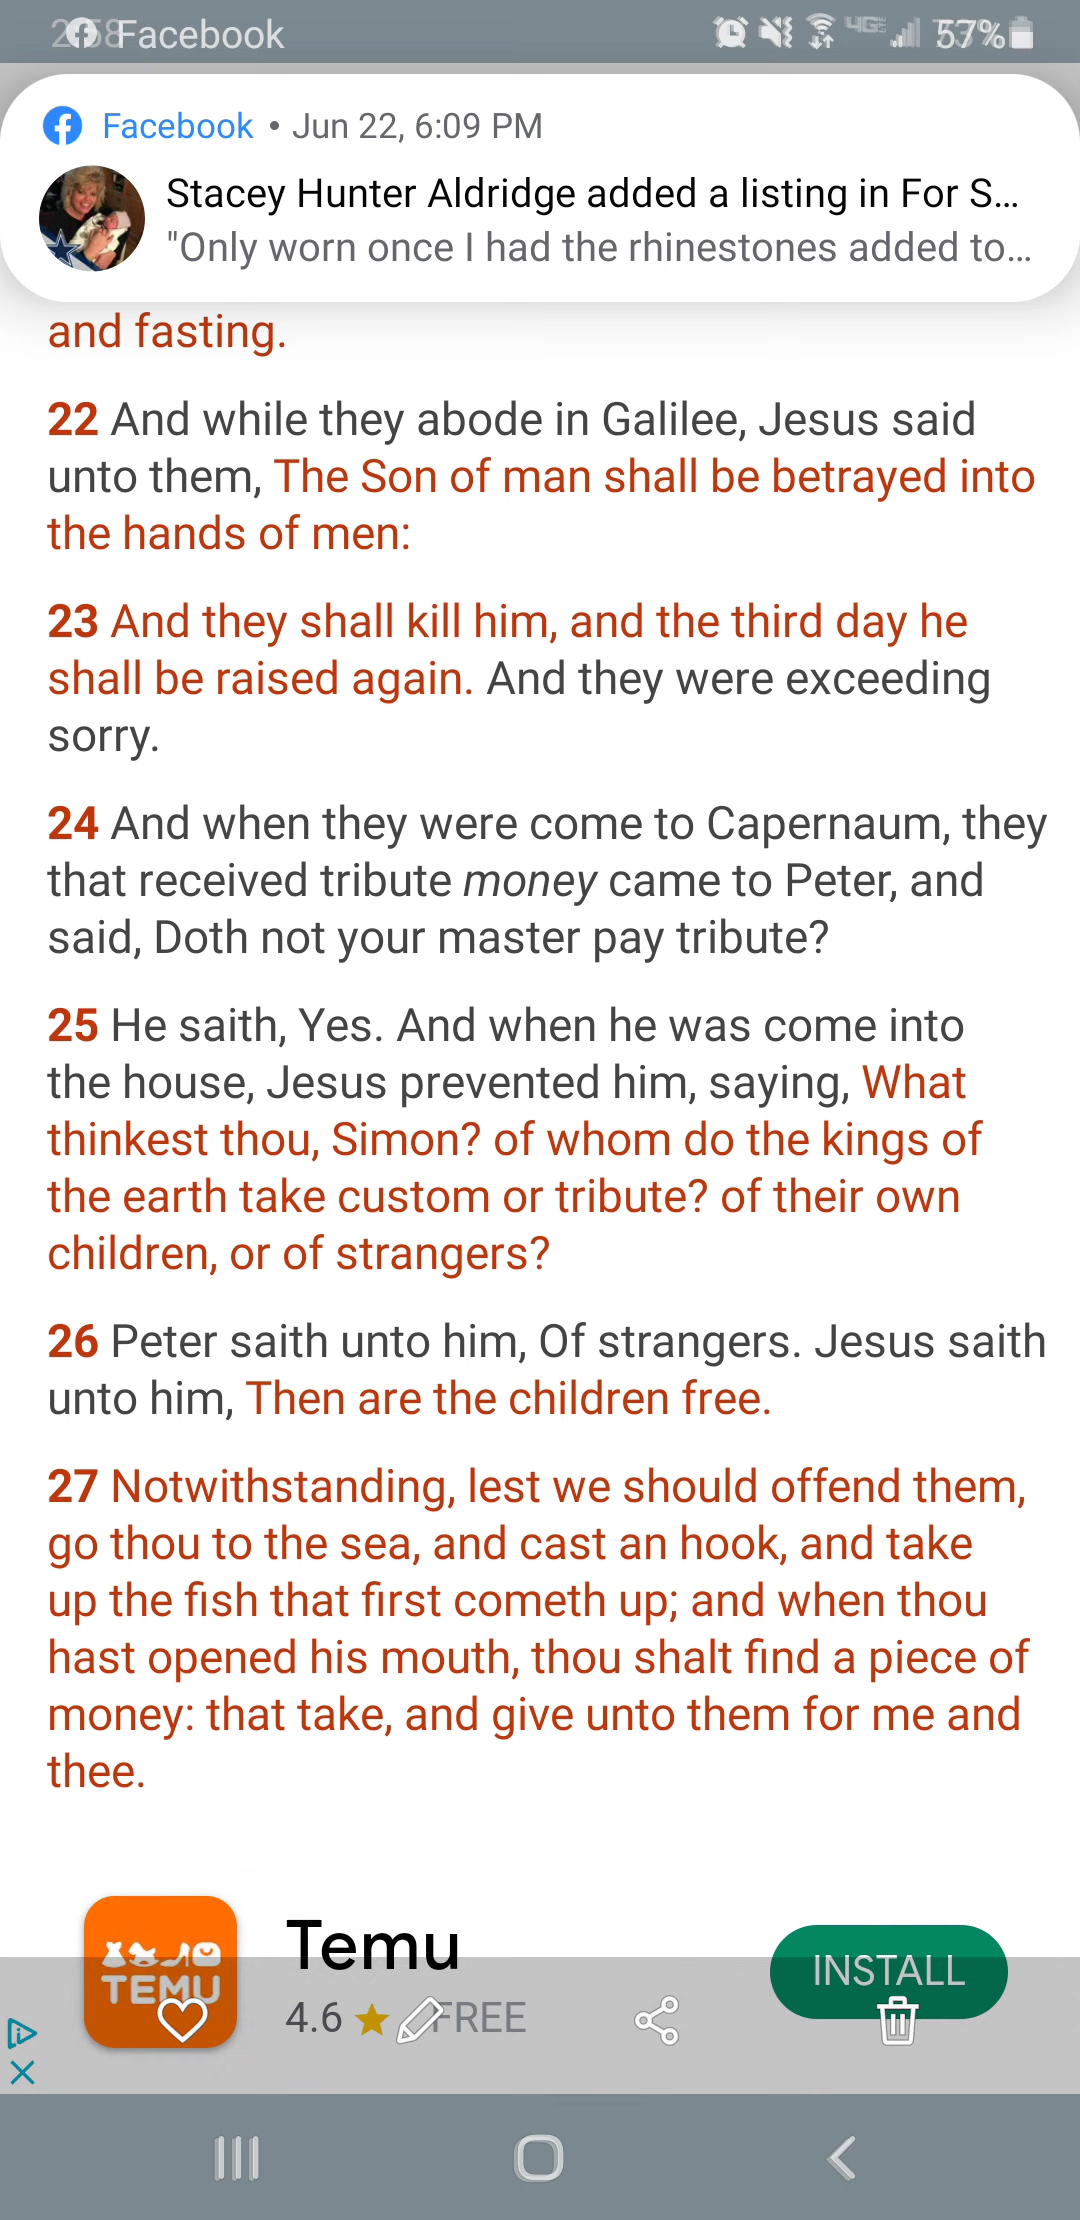 Facebook
57%
Facebook • Jun 22, 6:09 PM
Stacey Hunter Aldridge added a listing in For S...
"Only worn once I had the rhinestones added to...
and fasting.
22 And while they abode in Galilee, Jesus said
unto them, The Son of man shall be betrayed into
the hands of men:
23 And they shall kill him, and the third day he
shall be raised again. And they were exceeding
sorry.
24 And when they were come to Capernaum, they
that received tribute money came to Peter, and
said, Doth not your master pay tribute?
25 He saith, Yes. And when he was come into
the house, Jesus prevented him, saying, What
thinkest thou, Simon? of whom do the kings of
the earth take custom or tribute? of their own
children, or of strangers?
26 Peter saith unto him, Of strangers. Jesus saith
unto him, Then are the children free.
27 Notwithstanding, lest we should offend them,
go thou to the sea, and cast an hook, and take
up the fish that first cometh up; and when thou
hast opened his mouth, thou shalt find a piece of
money: that take, and give unto them for me and
thee.
TEMU
Temu
4.6 ★ FREE
INSTALL